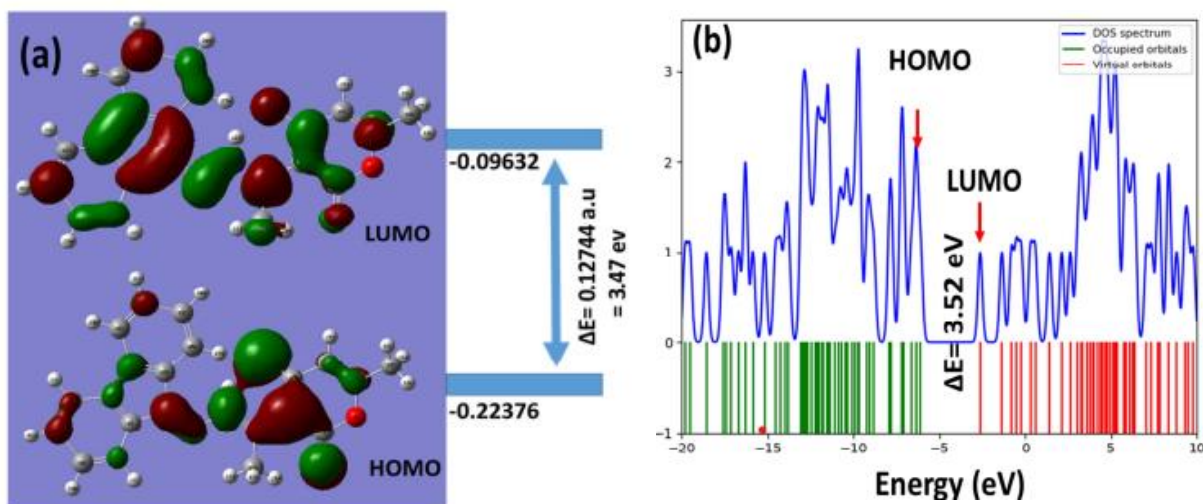 (a)
-0.09632
LUMO
ΔE= 0.12744 a.u
= 3.47 ev
-0.22376
HOMO
(b)
DOS spectrum
Occupied orbitals
Virtual orbitals
HOMO
LUMO
ΔE= 3.52 eV
3
2
1
0
-1
-20
-15
-10
-5
0
5
10
Energy (eV)